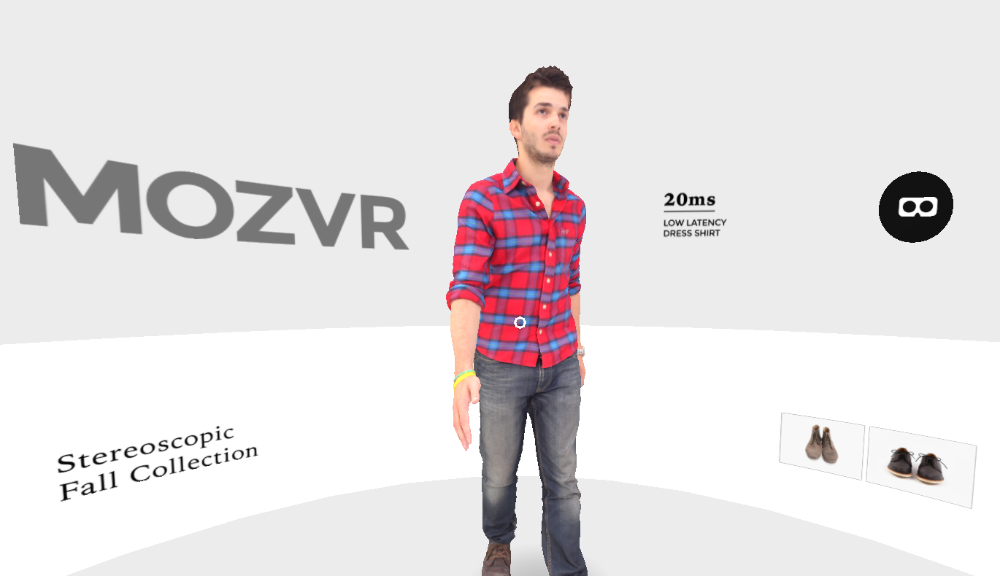 MOZVR
20ms
LOW LATENCY
DRESS SHIRT
Stereoscopic
Fall Collection